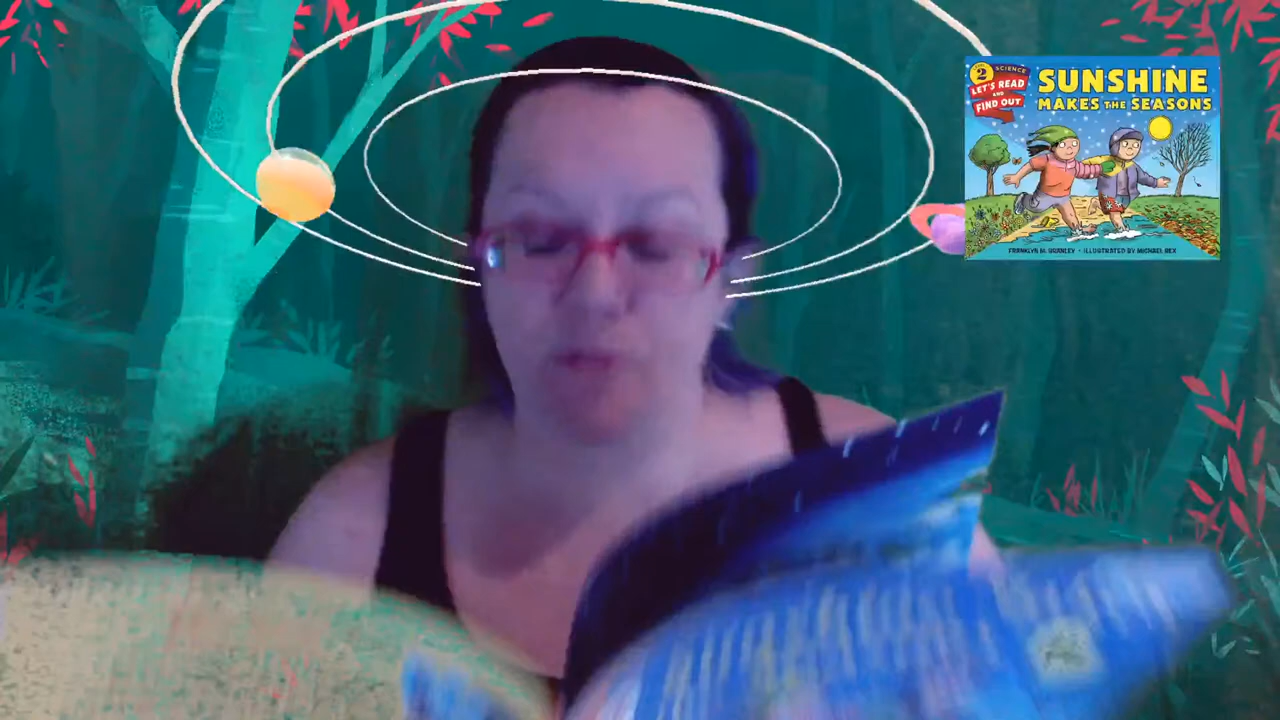 2
SCIENCE
LET'S READ
AND
FIND OUT
SUNSHINE
MAKES THE SEASONS
FRANKLYN M. BRANLEY • ILLUSTRATED BY MICHAEL REX